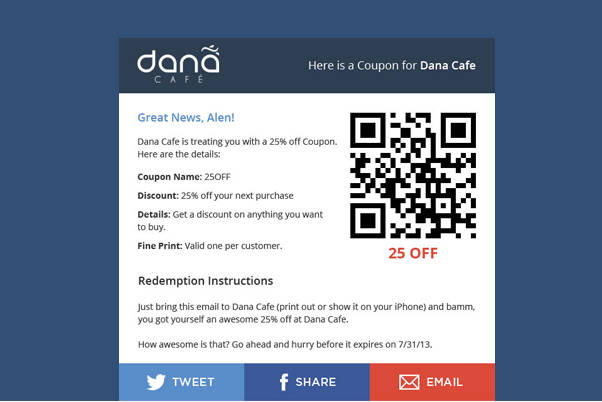 danã
CAFÉ
Here is a Coupon for Dana Cafe
Great News, Alen!
Dana Cafe is treating you with a 25% off Coupon.
Here are the details:
Coupon Name: 25OFF
Discount: 25% off your next purchase
Details: Get a discount on anything you want
to buy.
Fine Print: Valid one per customer.
25 OFF
Redemption Instructions
Just bring this email to Dana Cafe (print out or show it on your iPhone) and bamm,
you got yourself an awesome 25% off at Dana Cafe.
How awesome is that? Go ahead and hurry before it expires on 7/31/13.
TWEET
SHARE
EMAIL